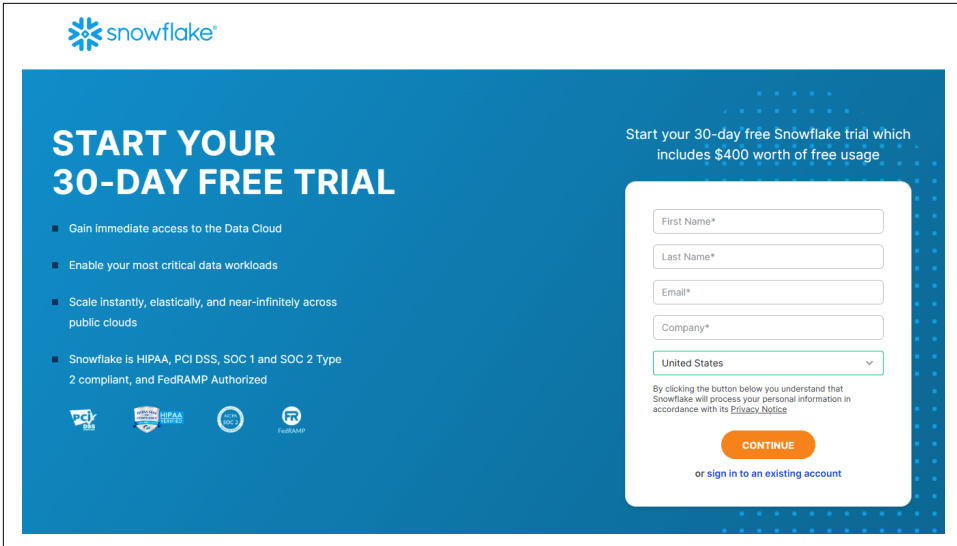 snowflake®
START YOUR
30-DAY FREE TRIAL
Gain immediate access to the Data Cloud
Enable your most critical data workloads
Scale instantly, elastically, and near-infinitely across
public clouds
Snowflake is HIPAA, PCI DSS, SOC 1 and SOC 2 Type
2 compliant, and FedRAMP Authorized
PCI
DSS
HIPAA
VERIFIED
AICPA
SOC 2
FR
FedRAMP
Start your 30-day free Snowflake trial which
includes $400 worth of free usage
First Name*
Last Name*
Email*
Company*
United States
By clicking the button below you understand that
Snowflake will process your personal information in
accordance with its Privacy Notice
CONTINUE
or sign in to an existing account